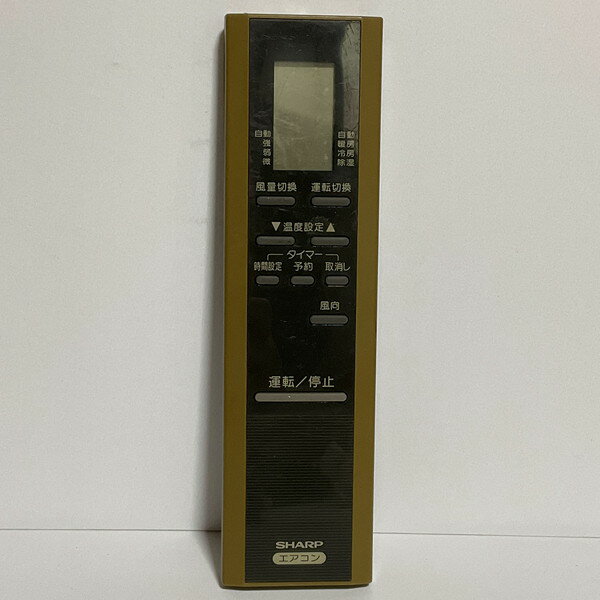 自動 自動
強 暖房
弱 冷房
微 除湿
風量切換 運転切換
▼温度設定▲
タイマー
時間設定 予約 取消し
風向
運転／停止
SHARP
エアコン